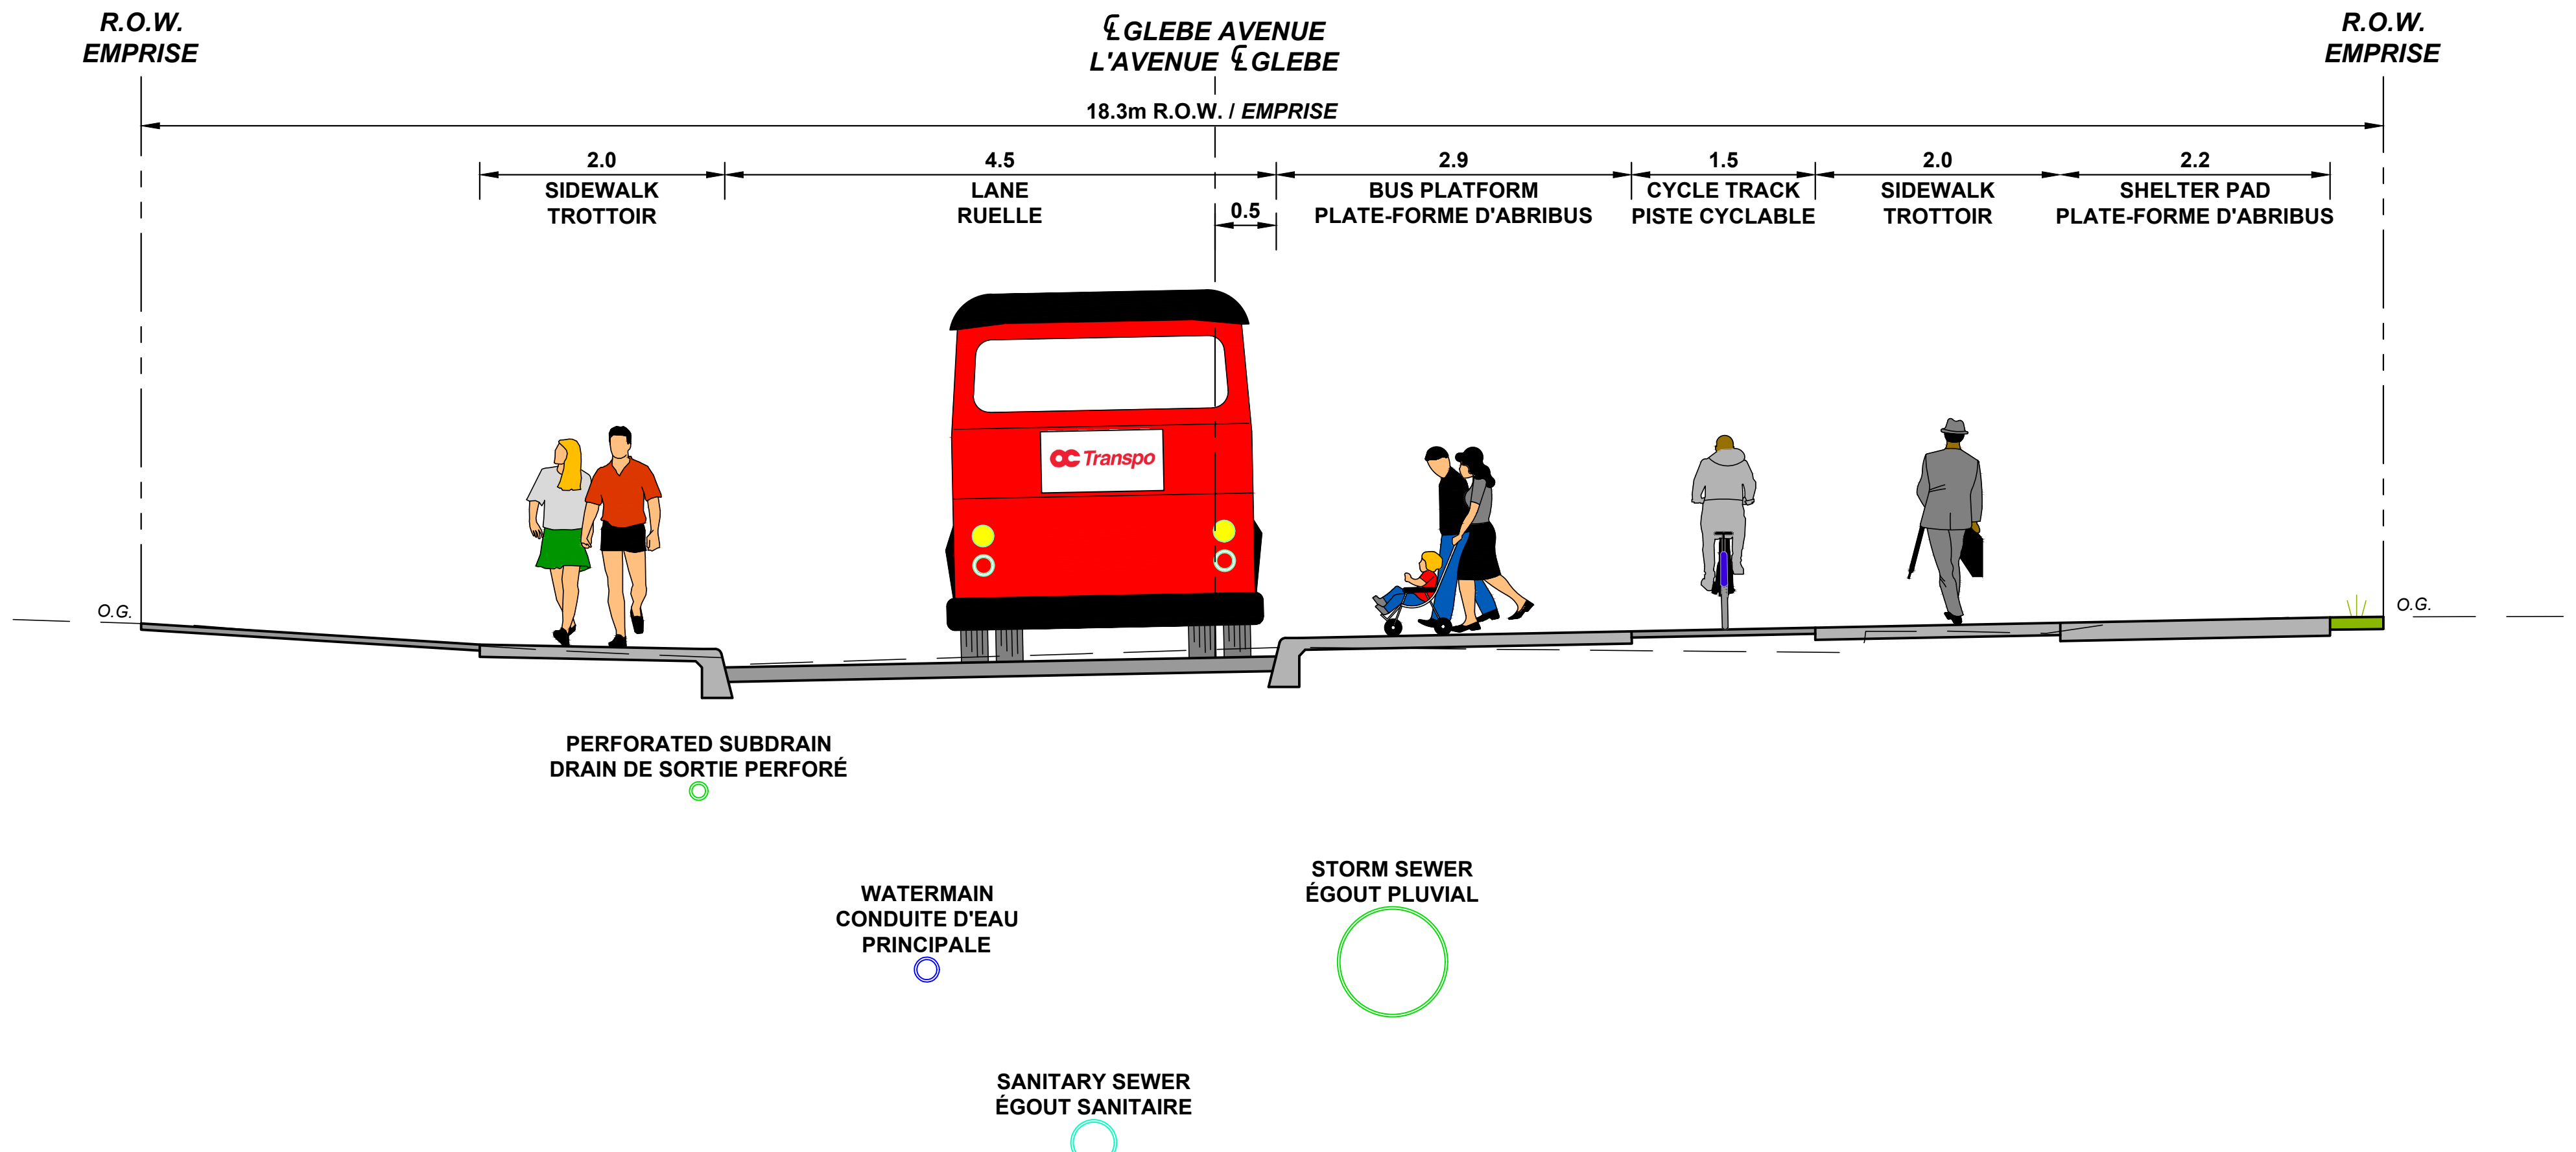 R.O.W.
EMPRISE
℄ GLEBE AVENUE
L'AVENUE ℄ GLEBE
R.O.W.
EMPRISE
18.3m R.O.W. / EMPRISE
2.0
SIDEWALK
TROTTOIR
4.5
LANE
RUELLE
0.5
2.9
BUS PLATFORM
PLATE-FORME D'ABRIBUS
1.5
CYCLE TRACK
PISTE CYCLABLE
2.0
SIDEWALK
TROTTOIR
2.2
SHELTER PAD
PLATE-FORME D'ABRIBUS
OC Transpo
O.G.
O.G.
PERFORATED SUBDRAIN
DRAIN DE SORTIE PERFORÉ
WATERMAIN
CONDUITE D'EAU
PRINCIPALE
STORM SEWER
ÉGOUT PLUVIAL
SANITARY SEWER
ÉGOUT SANITAIRE